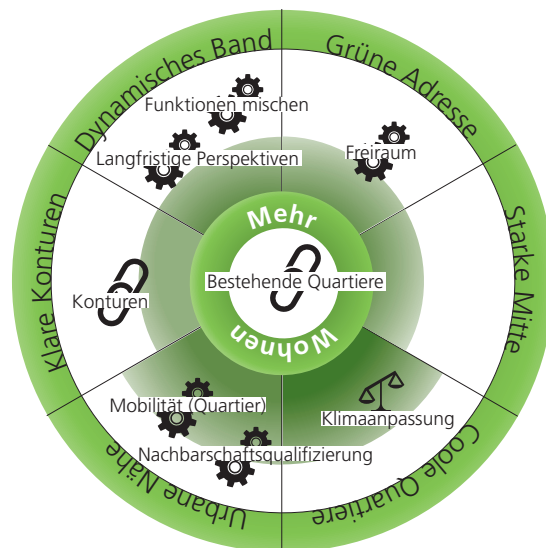 Dynamisches Band
Grüne Adresse
Funktionen mischen
Langfristige Perspektiven
Freiraum
Klare Konturen
Starke Mitte
Mehr
Bestehende Quartiere
Wohnen
Konturen
Mobilität (Quartier)
Klimaanpassung
Nachbarschaftsqualifizierung
Urbane Nähe
Coole Quartiere